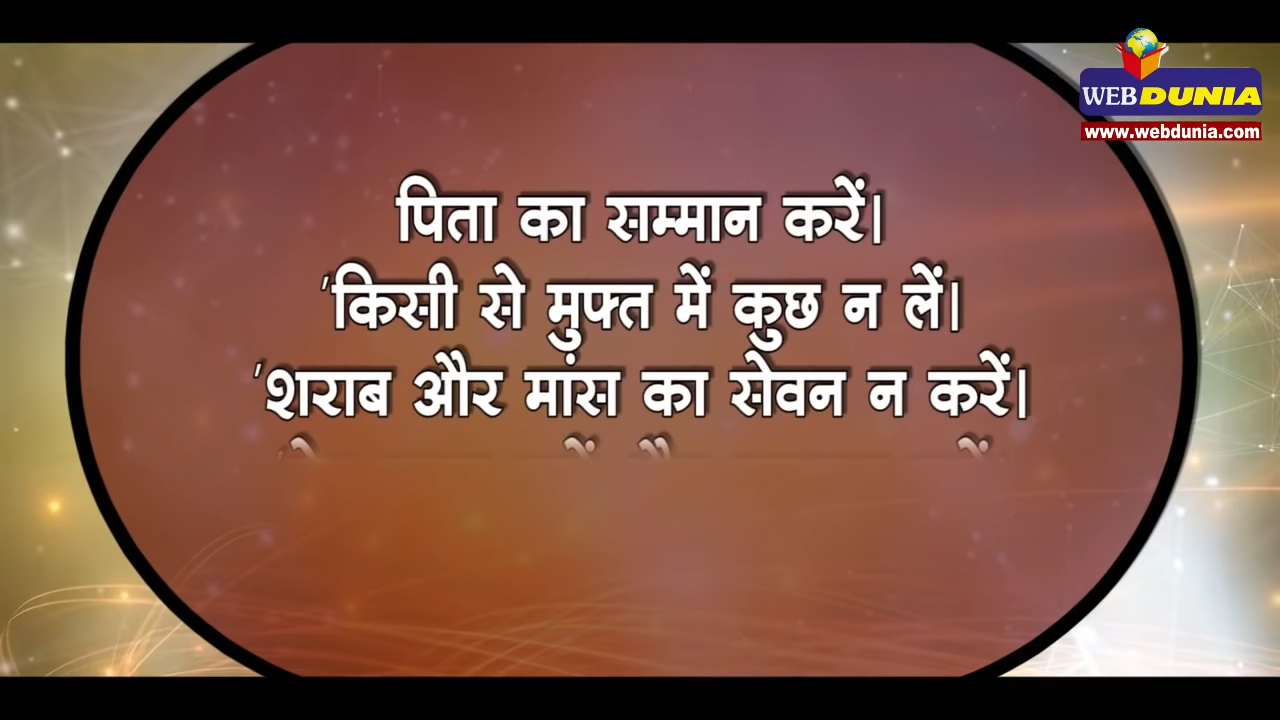 WEBDUNIA
www.webdunia.com
पिता का सम्मान करें।
'किसी से मुफ्त में कुछ न लें।
'शराब और मांस का सेवन न करें।